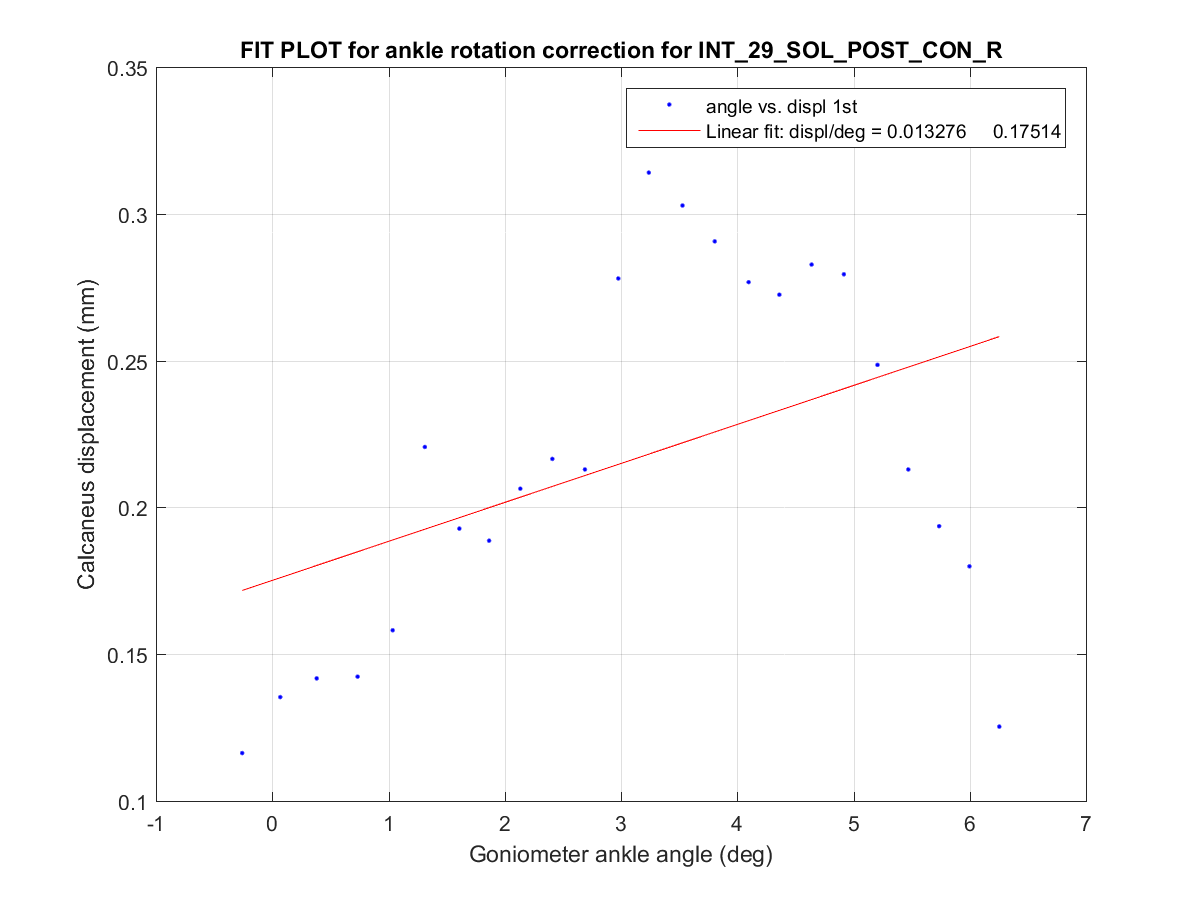 FIT PLOT for ankle rotation correction for INT_29_SOL_POST_CON_R
0.35
angle vs. displ 1st
Linear fit: displ/deg = 0.013276 0.17514
0.3
0.25
0.2
0.15
0.1
Calcaneus displacement (mm)
-1 0 1 2 3 4 5 6 7
Goniometer ankle angle (deg)